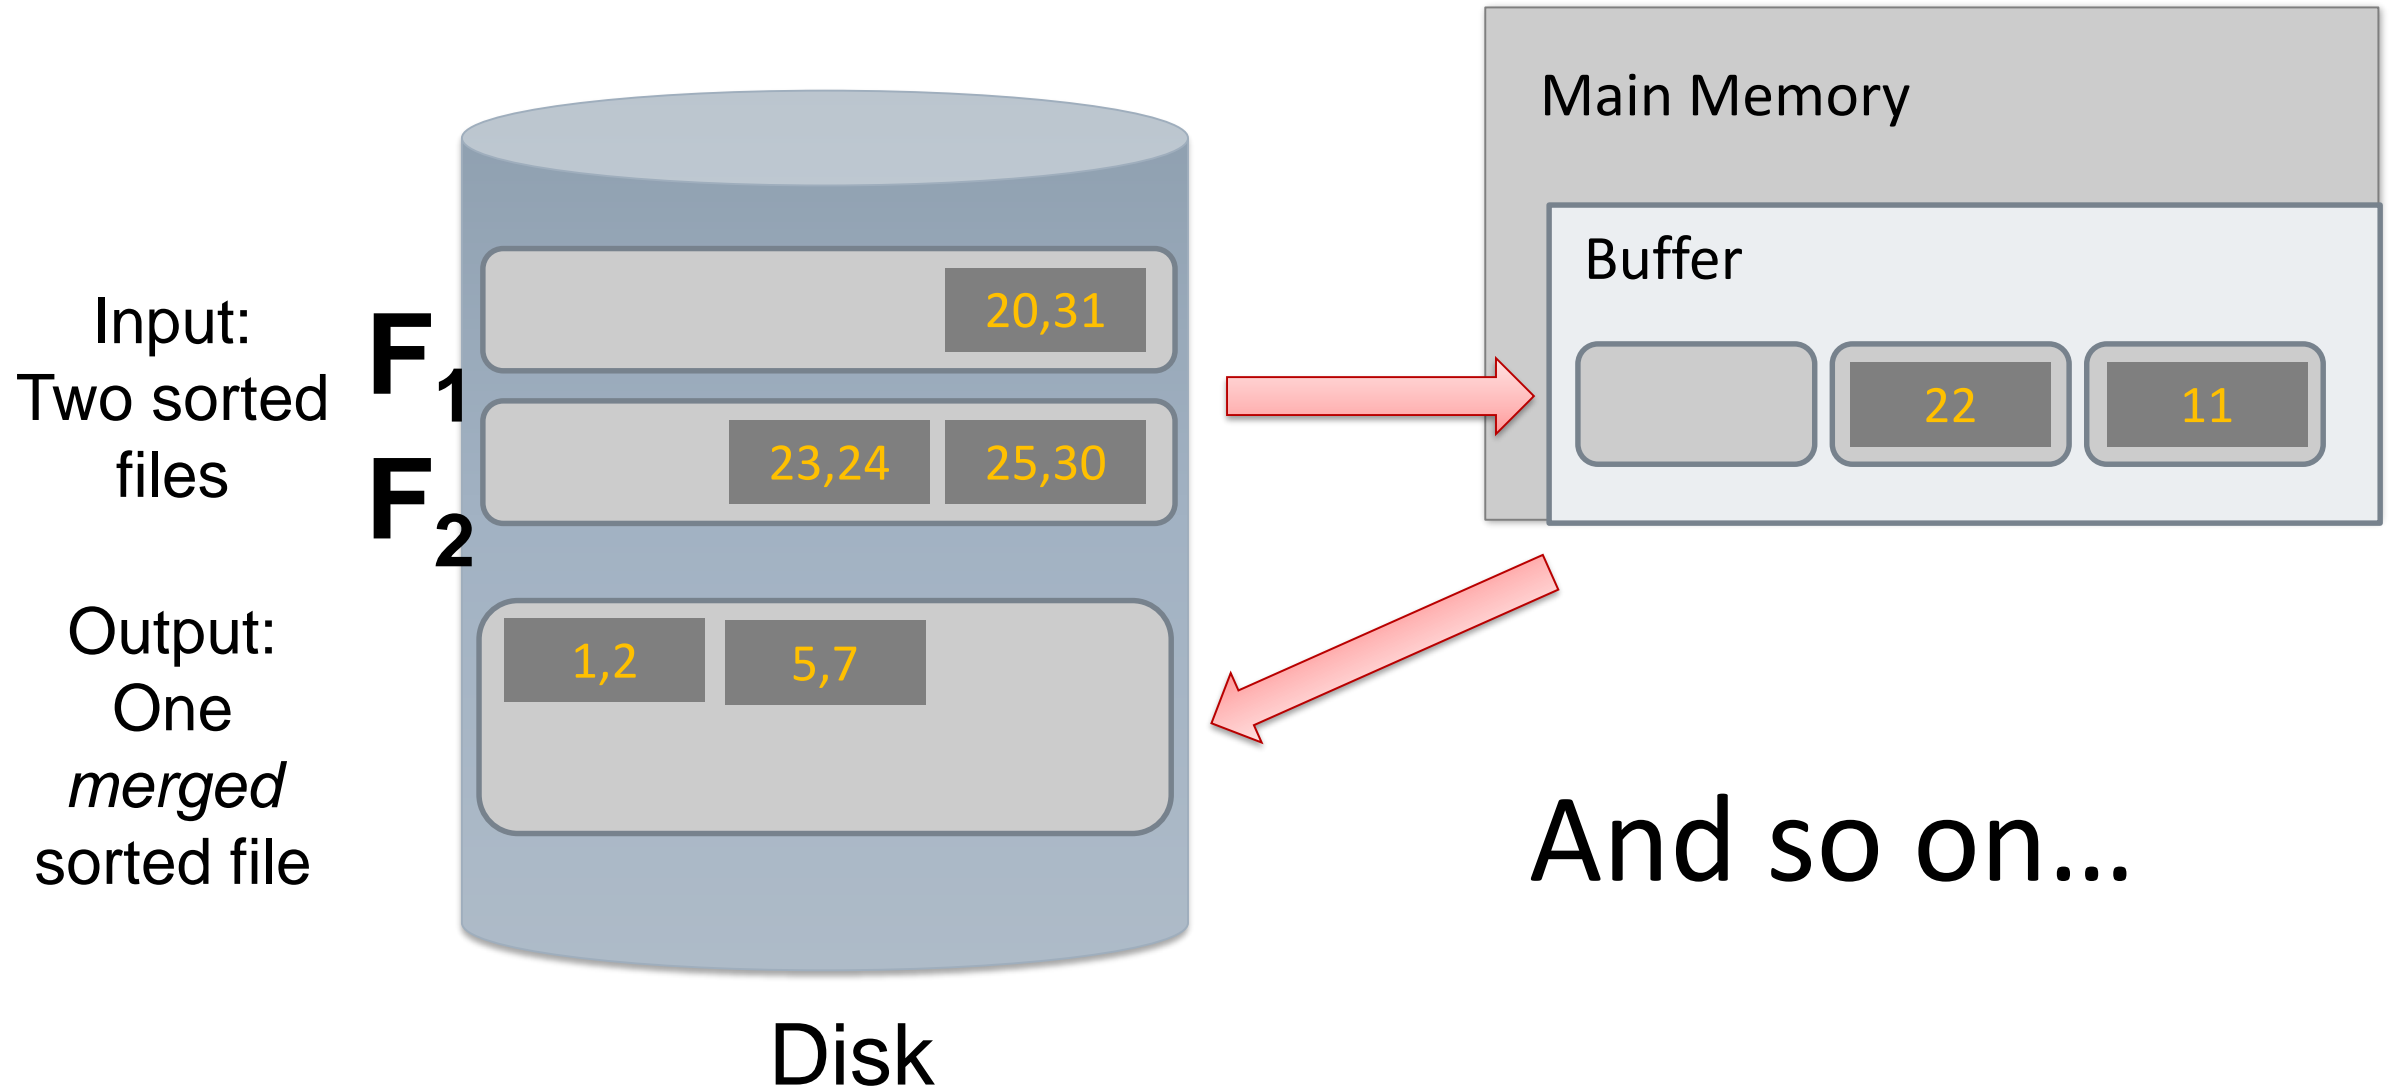 Main Memory
Buffer
22
11
Input:
Two sorted
files
F1
F2
20,31
23,24
25,30
Output:
One
merged
sorted file
1,2
5,7
And so on...
Disk